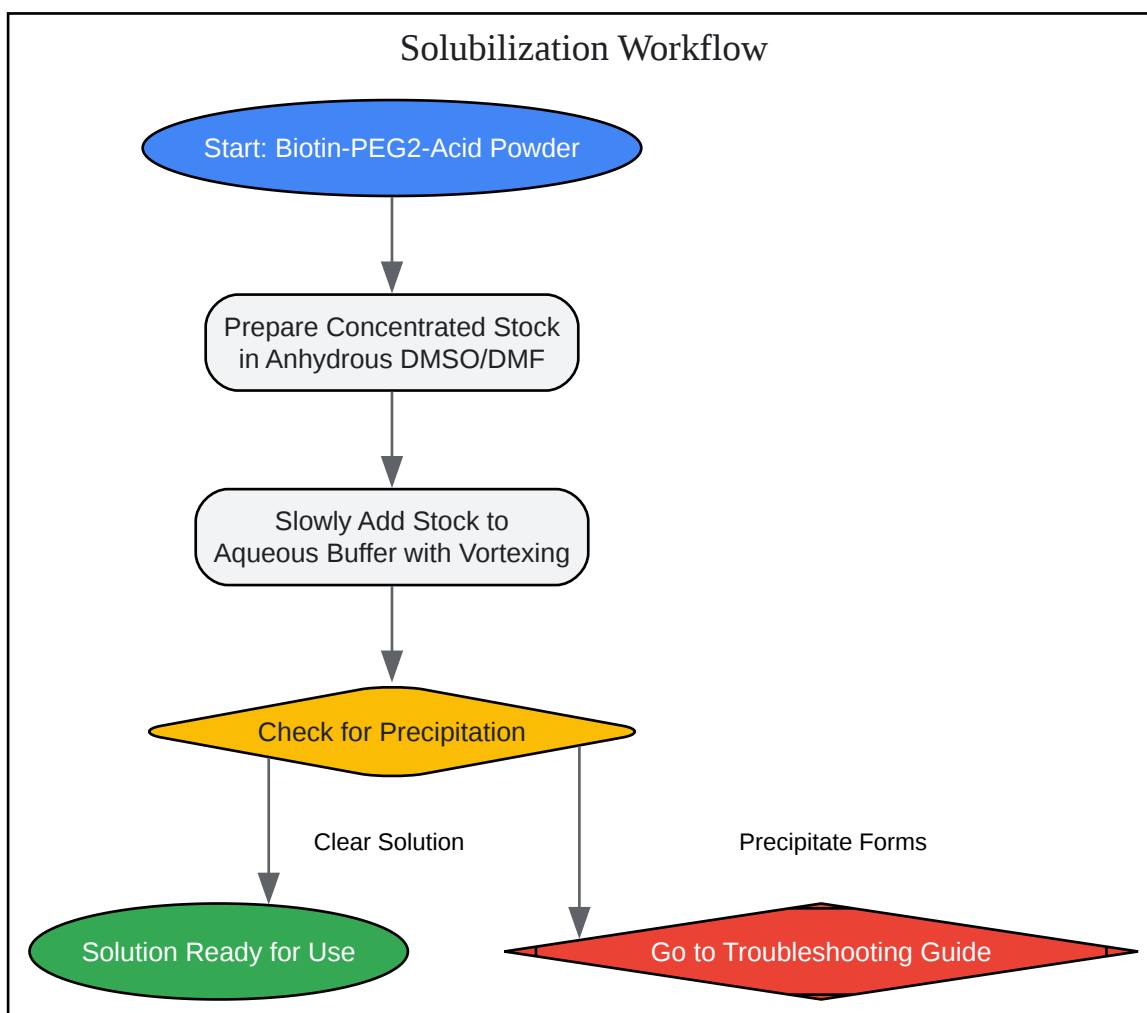 Solubilization Workflow
Start: Biotin-PEG2-Acid Powder
Prepare Concentrated Stock
in Anhydrous DMSO/DMF
Slowly Add Stock to
Aqueous Buffer with Vortexing
Check for Precipitation
Clear Solution
Precipitate Forms
Solution Ready for Use
Go to Troubleshooting Guide